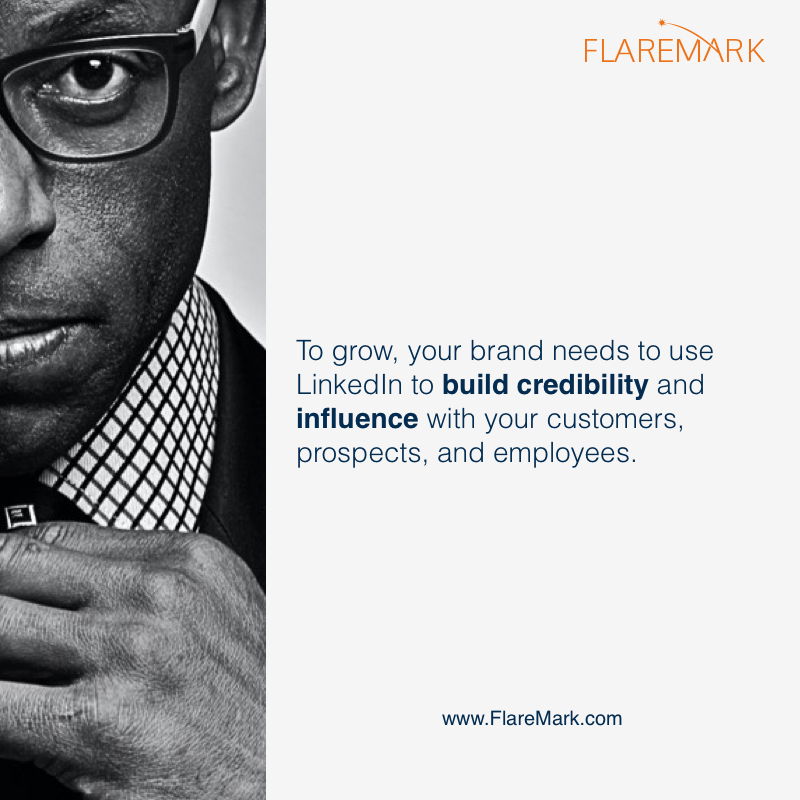 FLAREMARK
To grow, your brand needs to use
LinkedIn to build credibility and
influence with your customers,
prospects, and employees.
www.FlareMark.com